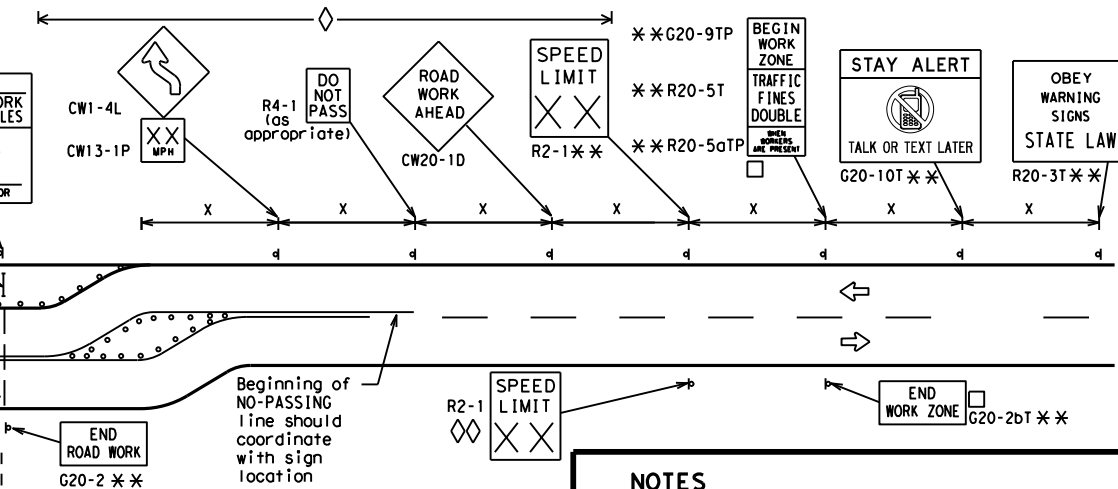 ORK
LES
OR
CW1-4L
CW13-1P
XX
MPH
R4-1
(as
appropriate)
DO
NOT
PASS
ROAD
WORK
AHEAD
CW20-1D
SPEED
LIMIT
X X
R2-1**
**G20-9TP
**R20-5T
**R20-5aTP
BEGIN
WORK
ZONE
TRAFFIC
FINES
DOUBLE
WHEN
WORKERS
ARE PRESENT
STAY ALERT
TALK OR TEXT LATER
G20-10T **
OBEY
WARNING
SIGNS
STATE LAW
R20-3T **
X X X X X X X
Beginning of
NO-PASSING
line should
coordinate
with sign
location
END
ROAD WORK
G20-2 **
R2-1
SPEED
LIMIT
X X
END
WORK ZONE
G20-2bT **
NOTES